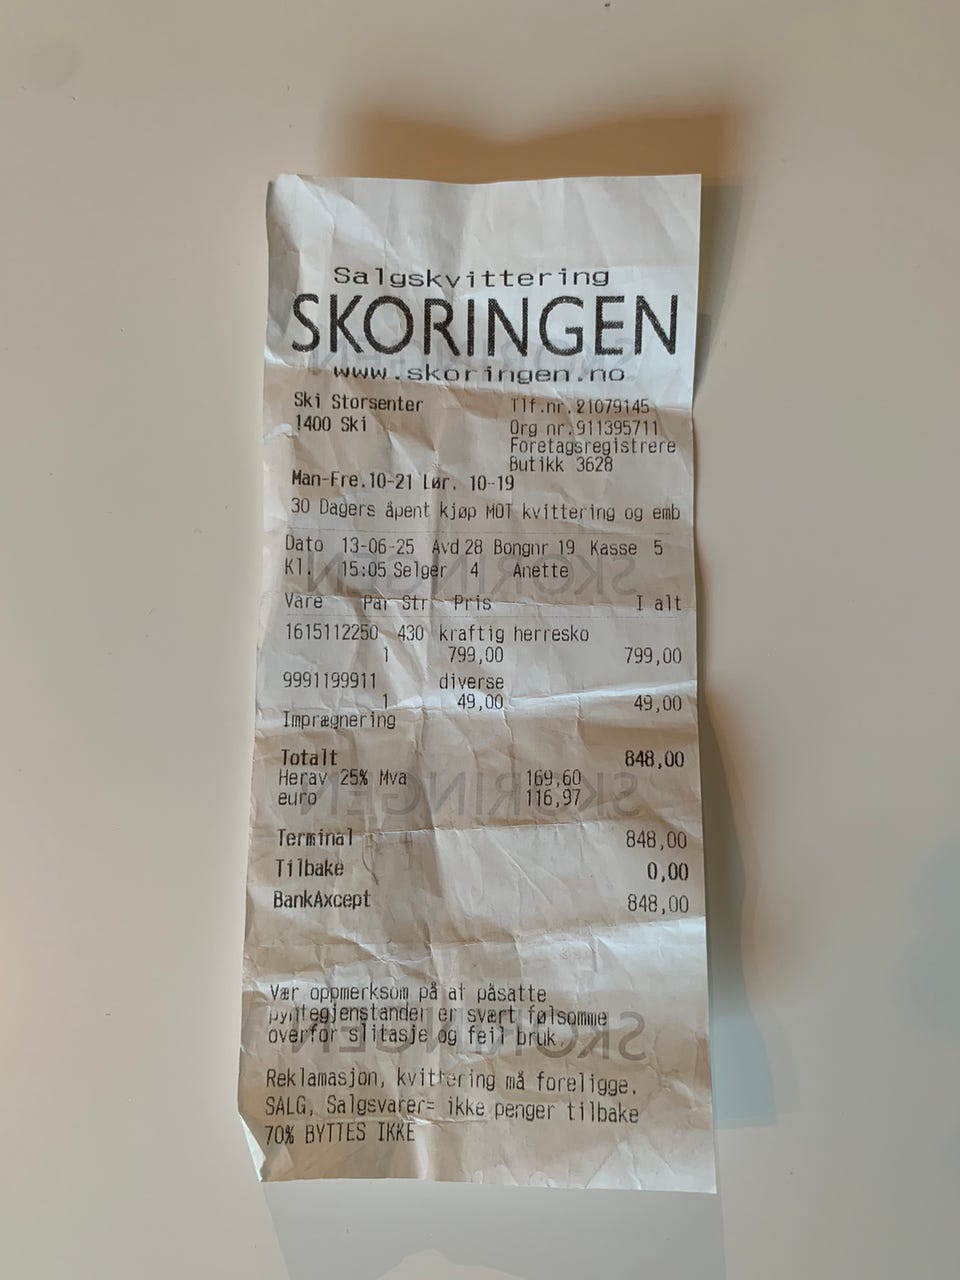 Salgskvittering
SKORINGEN
www.skoringen.no
Ski Storsenter Tlf.nr.21079145
1400 Ski Org nr.911395711
Foretagsregistrere
Butikk 3628
Man-Fre.10-21 Lør. 10-19
30 Dagers åpent kjøp MOT kvittering og emb
Dato 13-06-25 Avd 28 Bongnr 19 Kasse 5
Kl. 15:05 Selger 4 Anette
Vare Par Str Pris I alt
1615112250 430 kraftig herresko
1 799,00 799,00
9991199911 diverse
1 49,00 49,00
Imprægnering
Totalt 848,00
Herav 25% Mva 169,60
euro 116,97
Terminal 848,00
Tilbake 0,00
BankAxcept 848,00
Vær oppmerksom på at påsatte
pyntegjenstander er svært følsomme
overfor slitasje og feil bruk.
Reklamasjon, kvittering må foreligge.
SALG, Salgsvarer= ikke penger tilbake
70% BYTTES IKKE